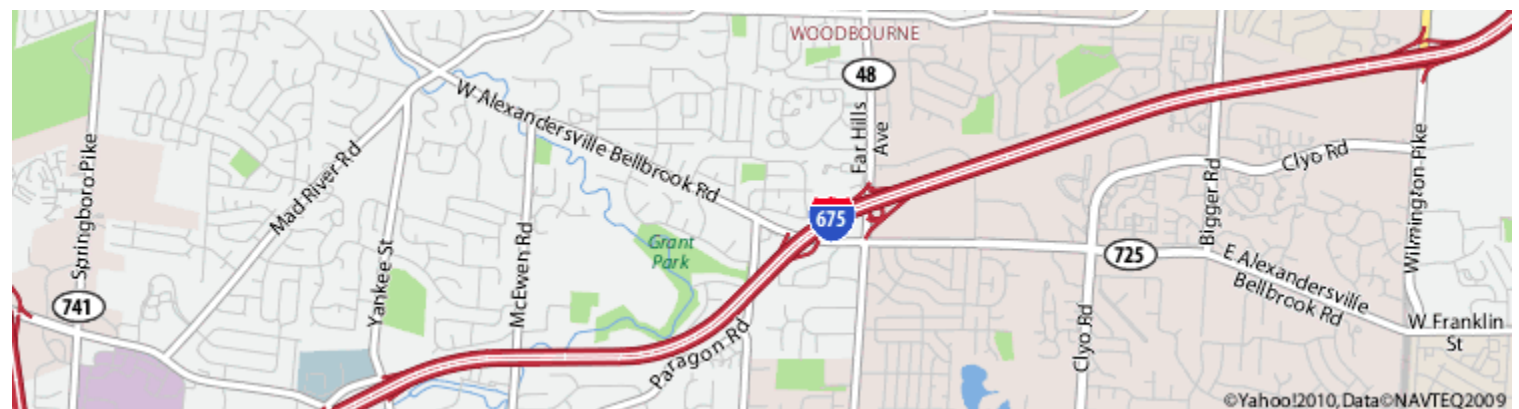 WOODBOURNE
48
Far Hills
Ave
W Alexandersville Bellbrook Rd
Springboro Pike
Mad River Rd
Clyo Rd
Wilmington Pike
Bigger Rd
675
Grant
Park
McEwen Rd
Yankee St
725
E Alexandersville
Bellbrook Rd
741
Paragon Rd
Clyo Rd
W Franklin
St
©Yahoo!2010,Data©NAVTEQ2009